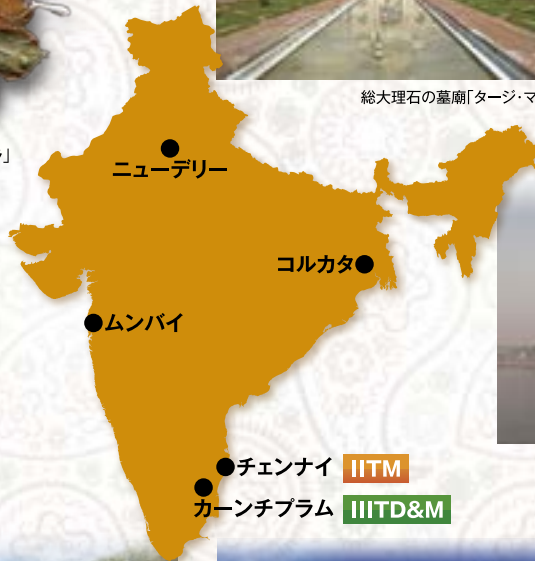 総大理石の墓廟「タージ・マ
」
ニューデリー
コルカタ
ムンバイ
チェンナイ IITM
カーンチプラム IIITD&M